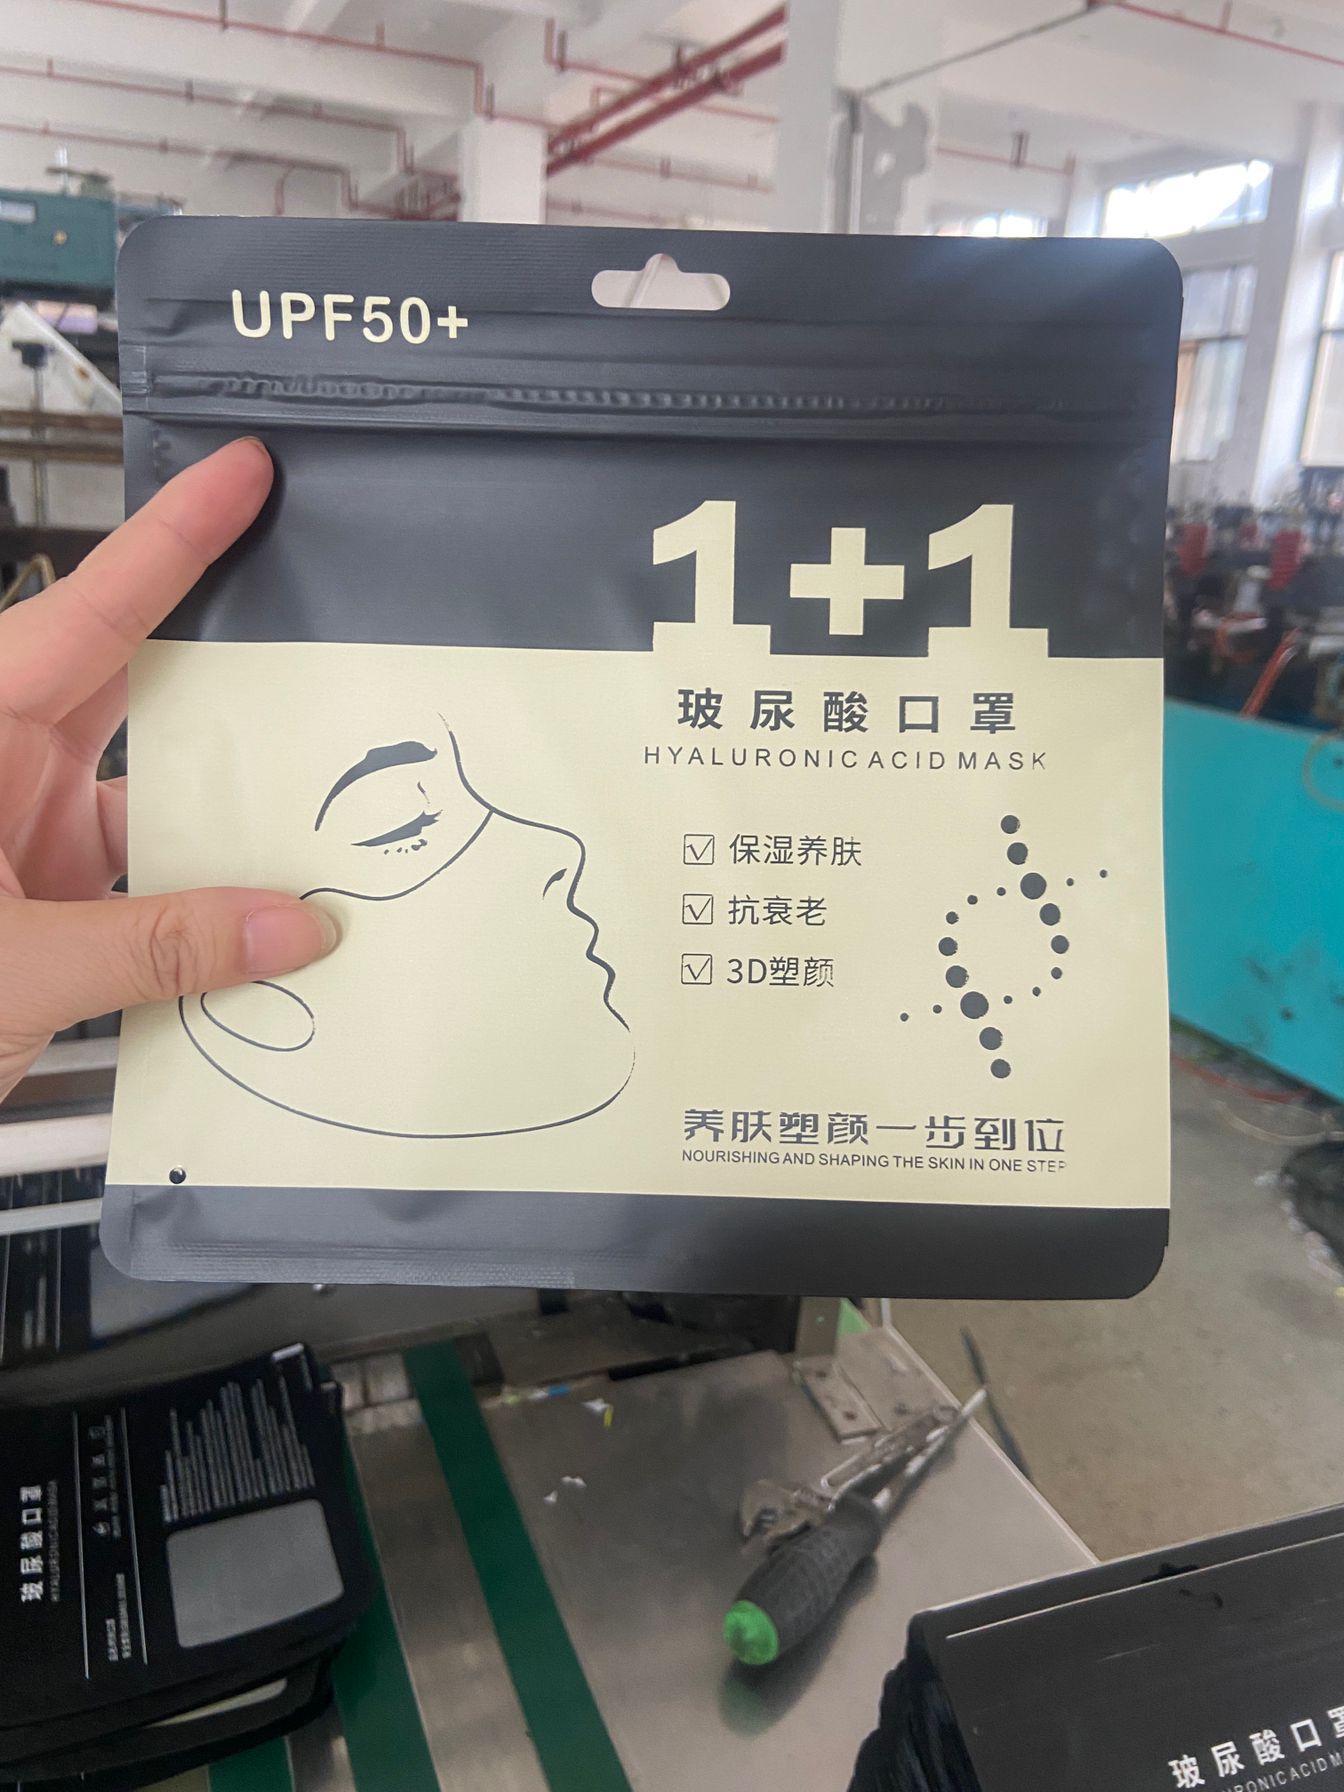 UPF50+
1+1
玻尿酸口罩
HYALURONIC ACID MASK
保湿养肤
抗衰老
3D塑颜
养肤塑颜一步到位
NOURISHING AND SHAPING THE SKIN IN ONE STEP
玻尿酸口罩
玻尿酸口罩